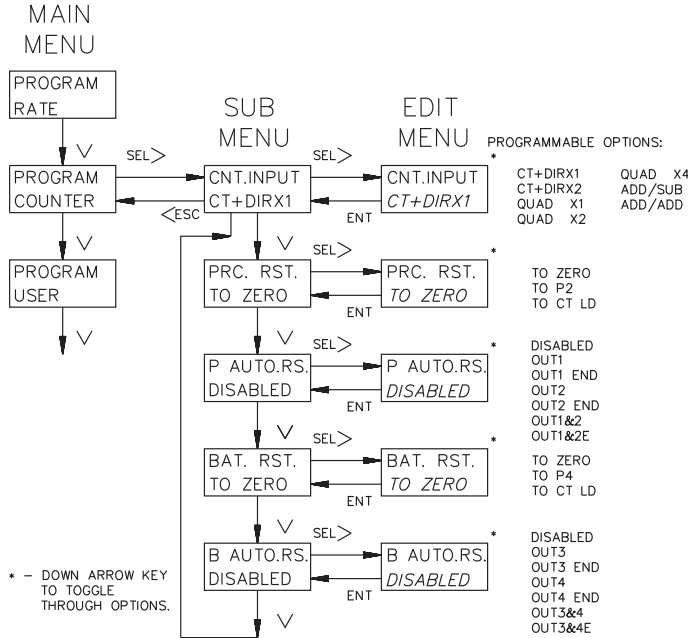 MAIN
MENU
PROGRAM
RATE
∨
PROGRAM
COUNTER
∨
PROGRAM
USER
∨
SUB
MENU
EDIT
MENU
PROGRAMMABLE OPTIONS:
SEL>
CNT.INPUT
CT+DIRX1
<ESC
SEL>
ENT
CNT.INPUT
CT+DIRX1
*
CT+DIRX1 QUAD X4
CT+DIRX2 ADD/SUB
QUAD X1 ADD/ADD
QUAD X2
∨
PRC. RST.
TO ZERO
SEL>
ENT
PRC. RST.
TO ZERO
*
TO ZERO
TO P2
TO CT LD
∨
P AUTO.RS.
DISABLED
SEL>
ENT
P AUTO.RS.
DISABLED
*
DISABLED
OUT1
OUT1 END
OUT2
OUT2 END
OUT1&2
OUT1&2E
∨
BAT. RST.
TO ZERO
SEL>
ENT
BAT. RST.
TO ZERO
*
TO ZERO
TO P4
TO CT LD
∨
B AUTO.RS.
DISABLED
SEL>
ENT
B AUTO.RS.
DISABLED
*
DISABLED
OUT3
OUT3 END
OUT4
OUT4 END
OUT3&4
OUT3&4E
∨
* – DOWN ARROW KEY
TO TOGGLE
THROUGH OPTIONS.